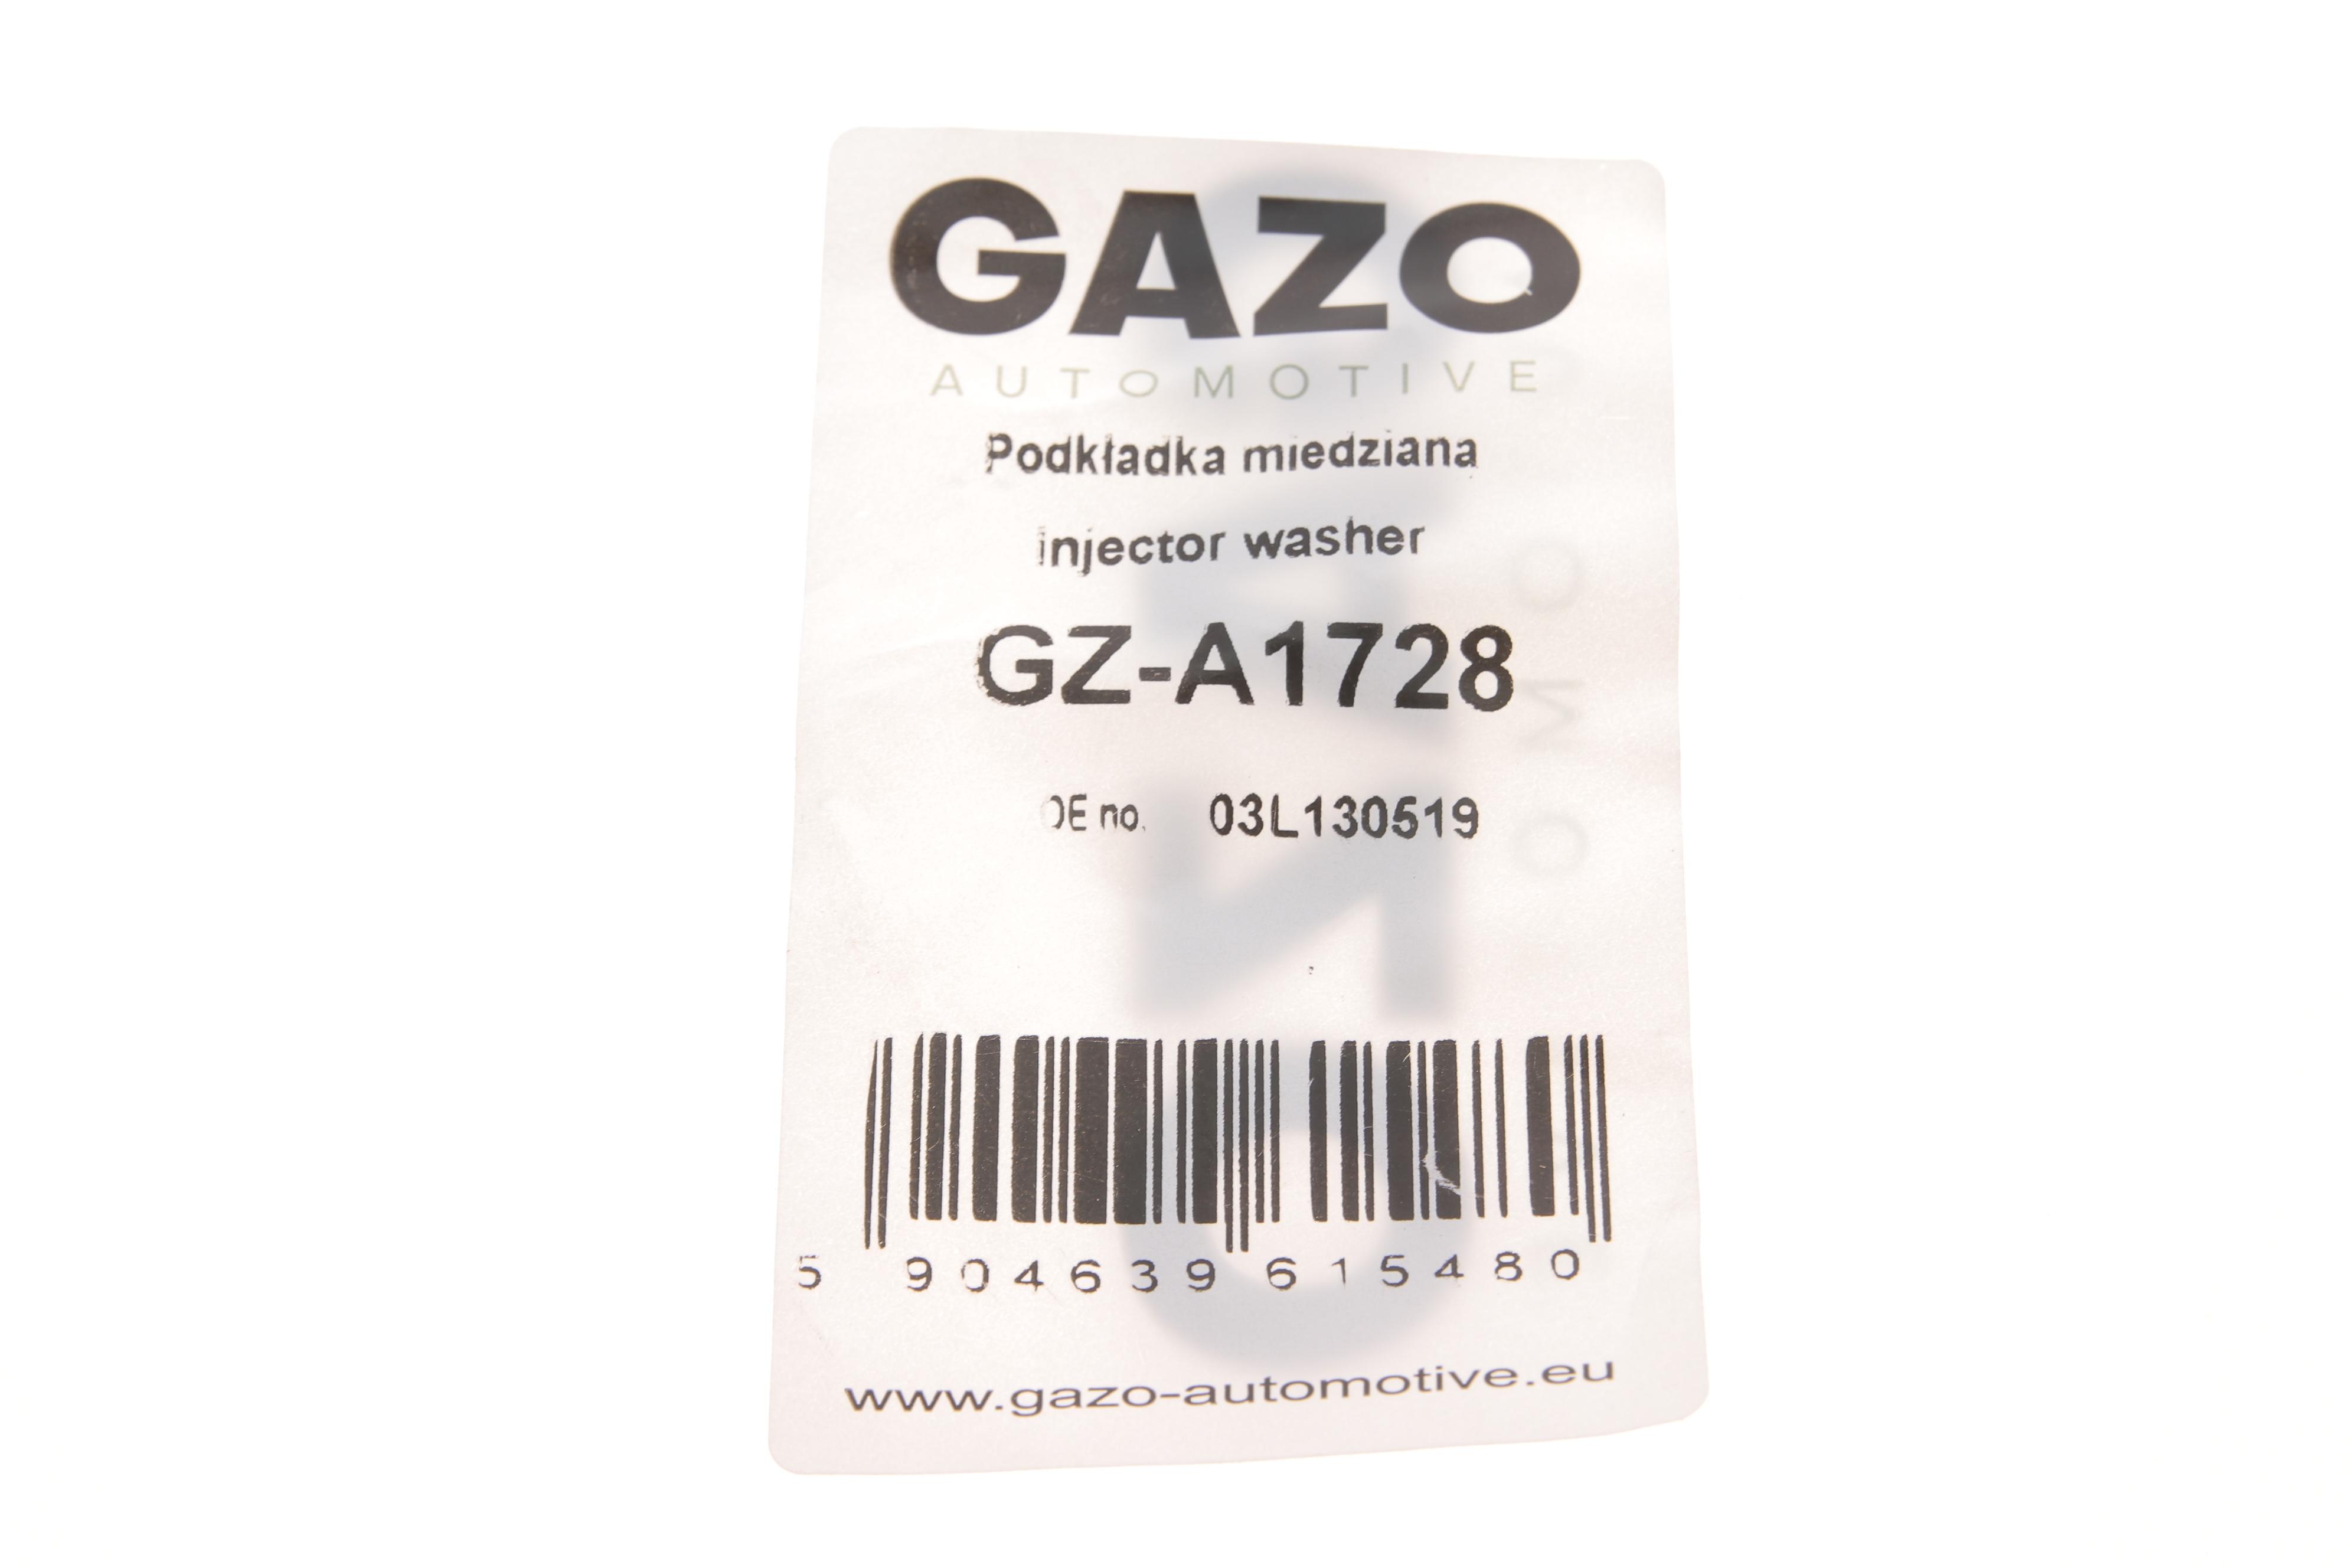 GAZO
AUTOMOTIVE
Podkładka miedziana
injector washer
GZ-A1728
OE no. 03L130519
5 904639 615480
www.gazo-automotive.eu